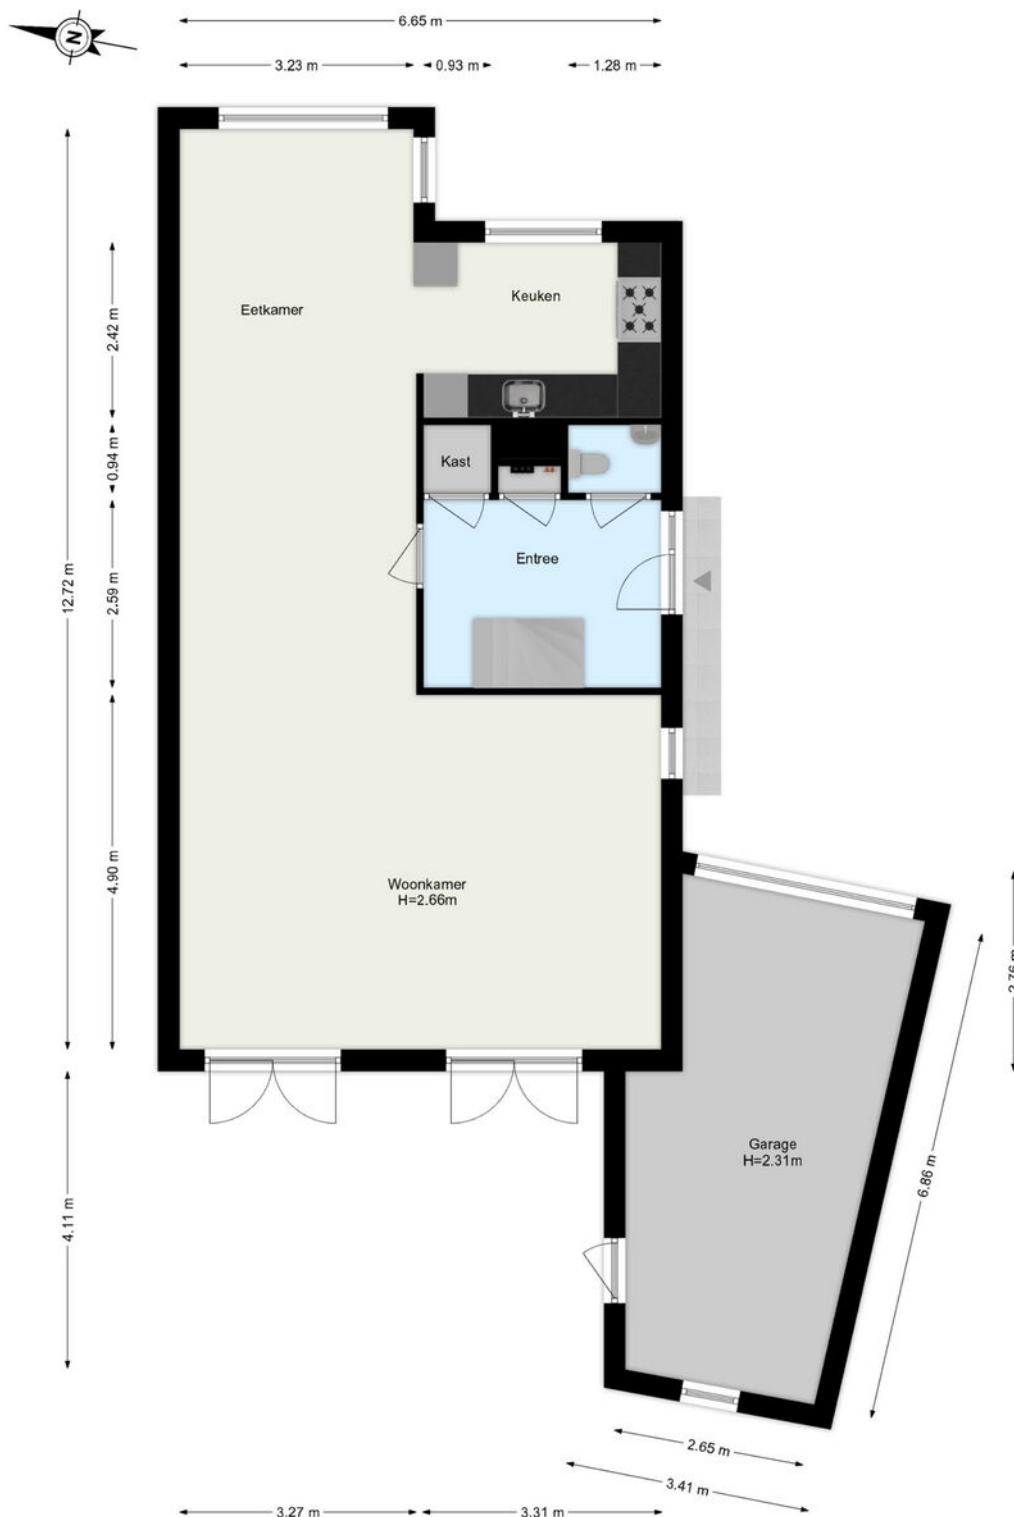 6.65 m
N
3.23 m
0.93 m
1.28 m
Eetkamer
Keuken
2.42 m
0.94 m
Kast
Entree
12.72 m
2.59 m
4.90 m
Woonkamer
H=2.66m
2.76 m
Garage
H=2.31m
6.86 m
4.11 m
2.65 m
3.41 m
3.27 m
3.31 m